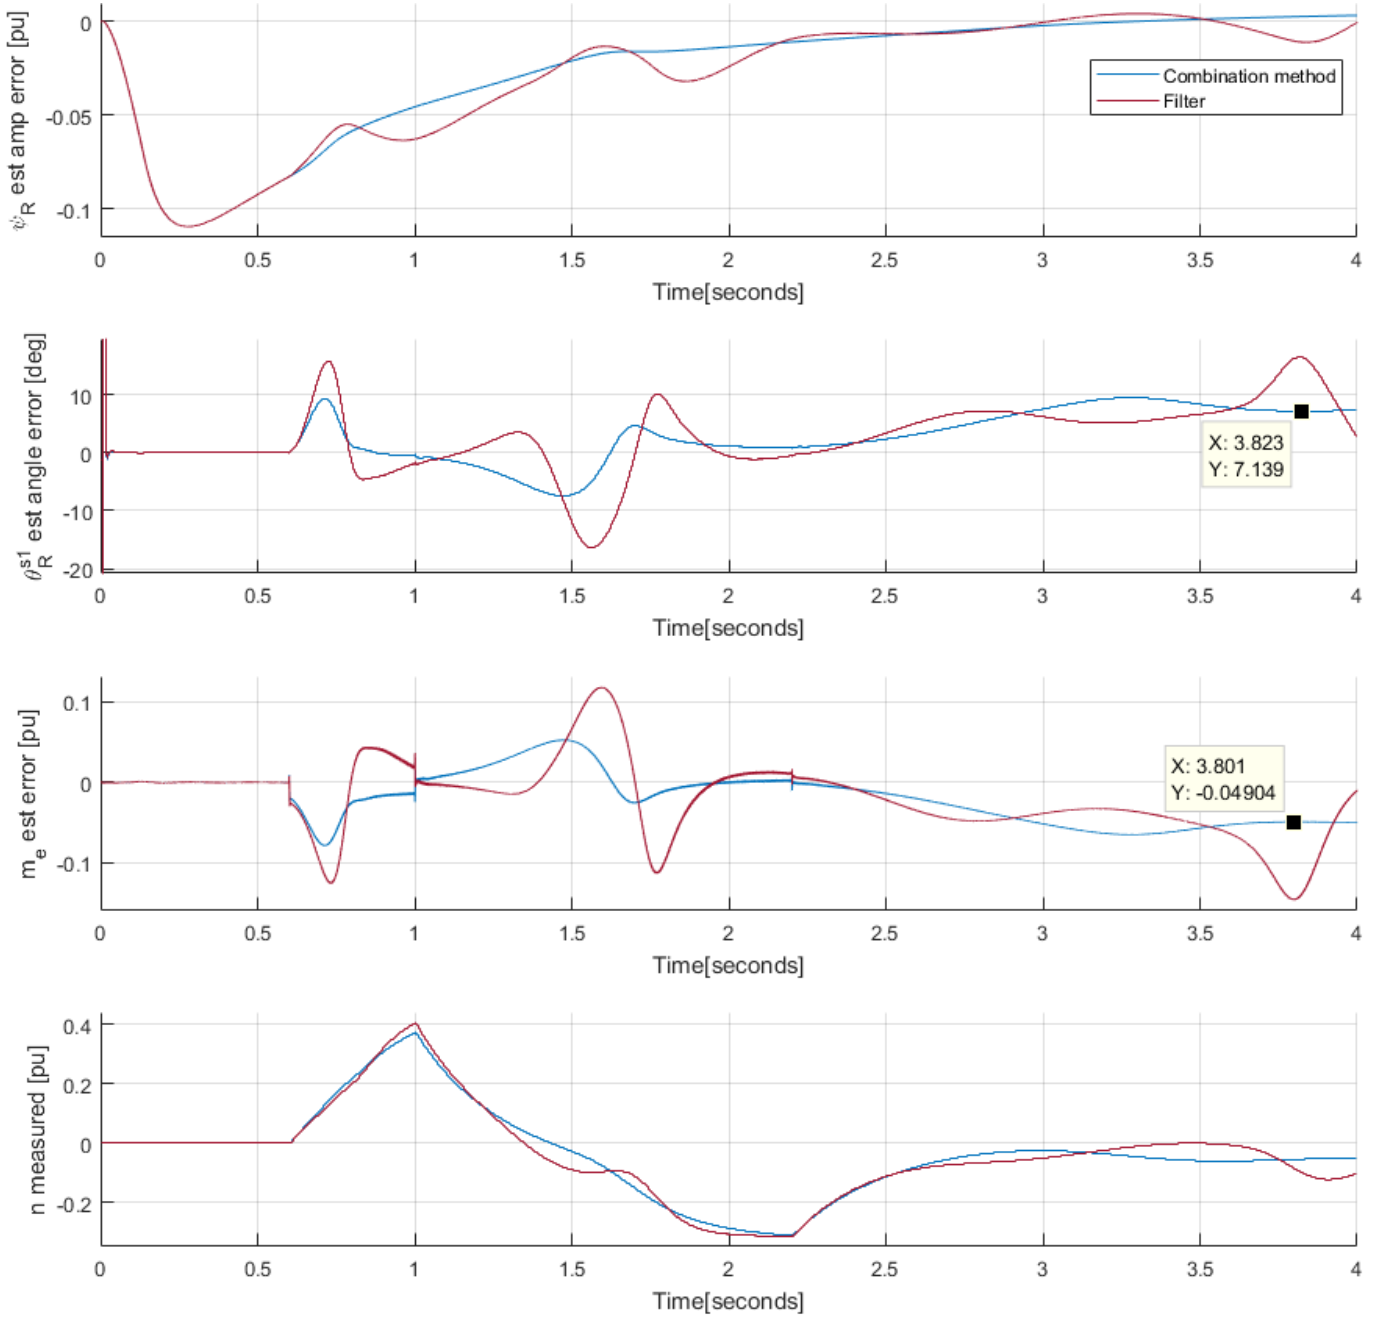 ψR est amp error [pu]
0
-0.05
-0.1
Combination method
Filter
0 0.5 1 1.5 2 2.5 3 3.5 4
Time[seconds]
θR^s1 est angle error [deg]
10
0
-10
-20
X: 3.823
Y: 7.139
0 0.5 1 1.5 2 2.5 3 3.5 4
Time[seconds]
me est error [pu]
0.1
0
-0.1
X: 3.801
Y: -0.04904
0 0.5 1 1.5 2 2.5 3 3.5 4
Time[seconds]
n measured [pu]
0.4
0.2
0
-0.2
0 0.5 1 1.5 2 2.5 3 3.5 4
Time[seconds]